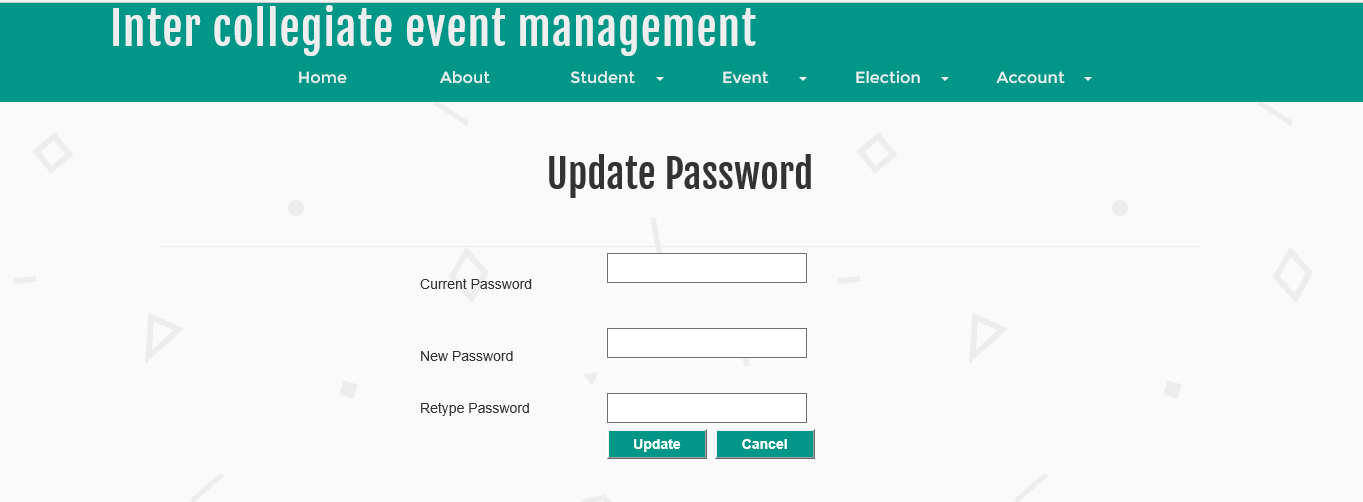 Inter collegiate event management
Home About Student Event Election Account
Update Password
Current Password
New Password
Retype Password
Update Cancel